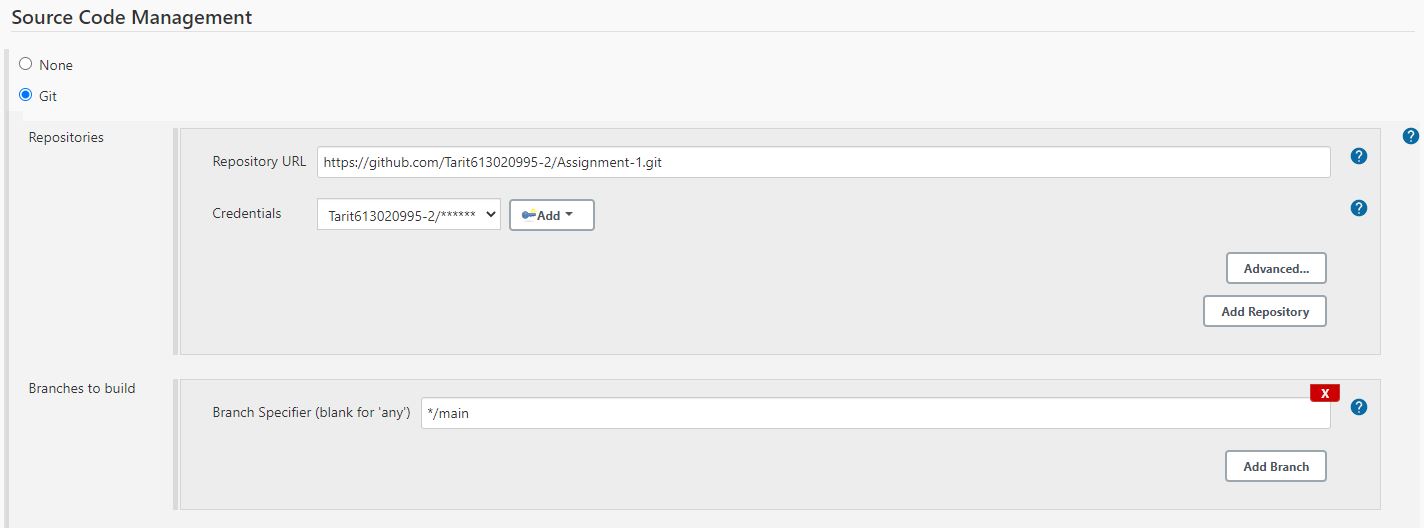 Source Code Management
None
Git
Repositories
Repository URL https://github.com/Tarit613020995-2/Assignment-1.git
Credentials Tarit613020995-2/****** Add
Advanced...
Add Repository
Branches to build
X
Branch Specifier (blank for 'any') */main
Add Branch